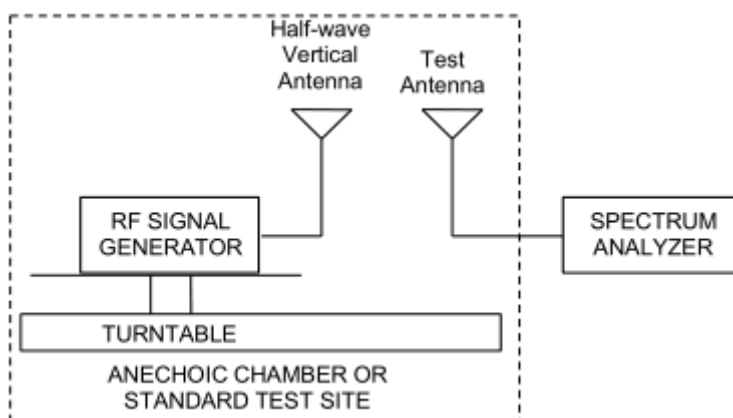 Half-wave
Vertical
Antenna
Test
Antenna
RF SIGNAL
GENERATOR
SPECTRUM
ANALYZER
TURNTABLE
ANECHOIC CHAMBER OR
STANDARD TEST SITE